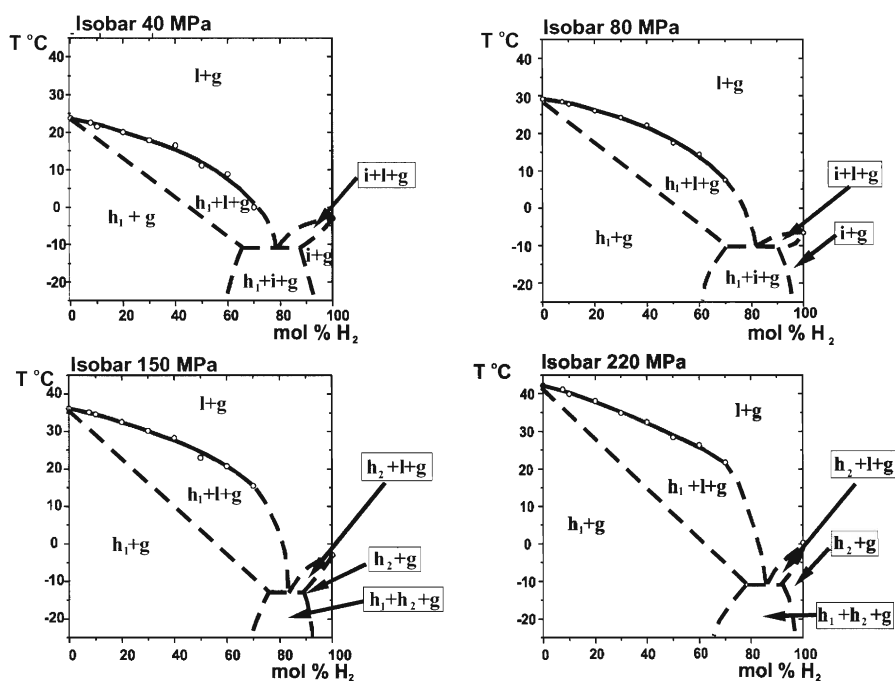 Isobar 40 MPa
T °C
40
30
20
10
0
-10
-20
l+g
h₁ + g
h₁+l+g
i+l+g
i+g
h₁+i+g
0 20 40 60 80 100
mol % H₂
Isobar 80 MPa
T °C
40
30
20
10
0
-10
-20
l+g
h₁+g
h₁+l+g
i+l+g
i+g
h₁+i+g
0 20 40 60 80 100
mol % H₂
Isobar 150 MPa
T °C
40
30
20
10
0
-10
-20
l+g
h₁+g
h₁+l+g
h₂+l+g
h₂+g
h₁+h₂+g
0 20 40 60 80 100
mol % H₂
Isobar 220 MPa
T °C
40
30
20
10
0
-10
-20
l+g
h₁+g
h₁+l+g
h₂+l+g
h₂+g
h₁+h₂+g
0 20 40 60 80 100
mol % H₂